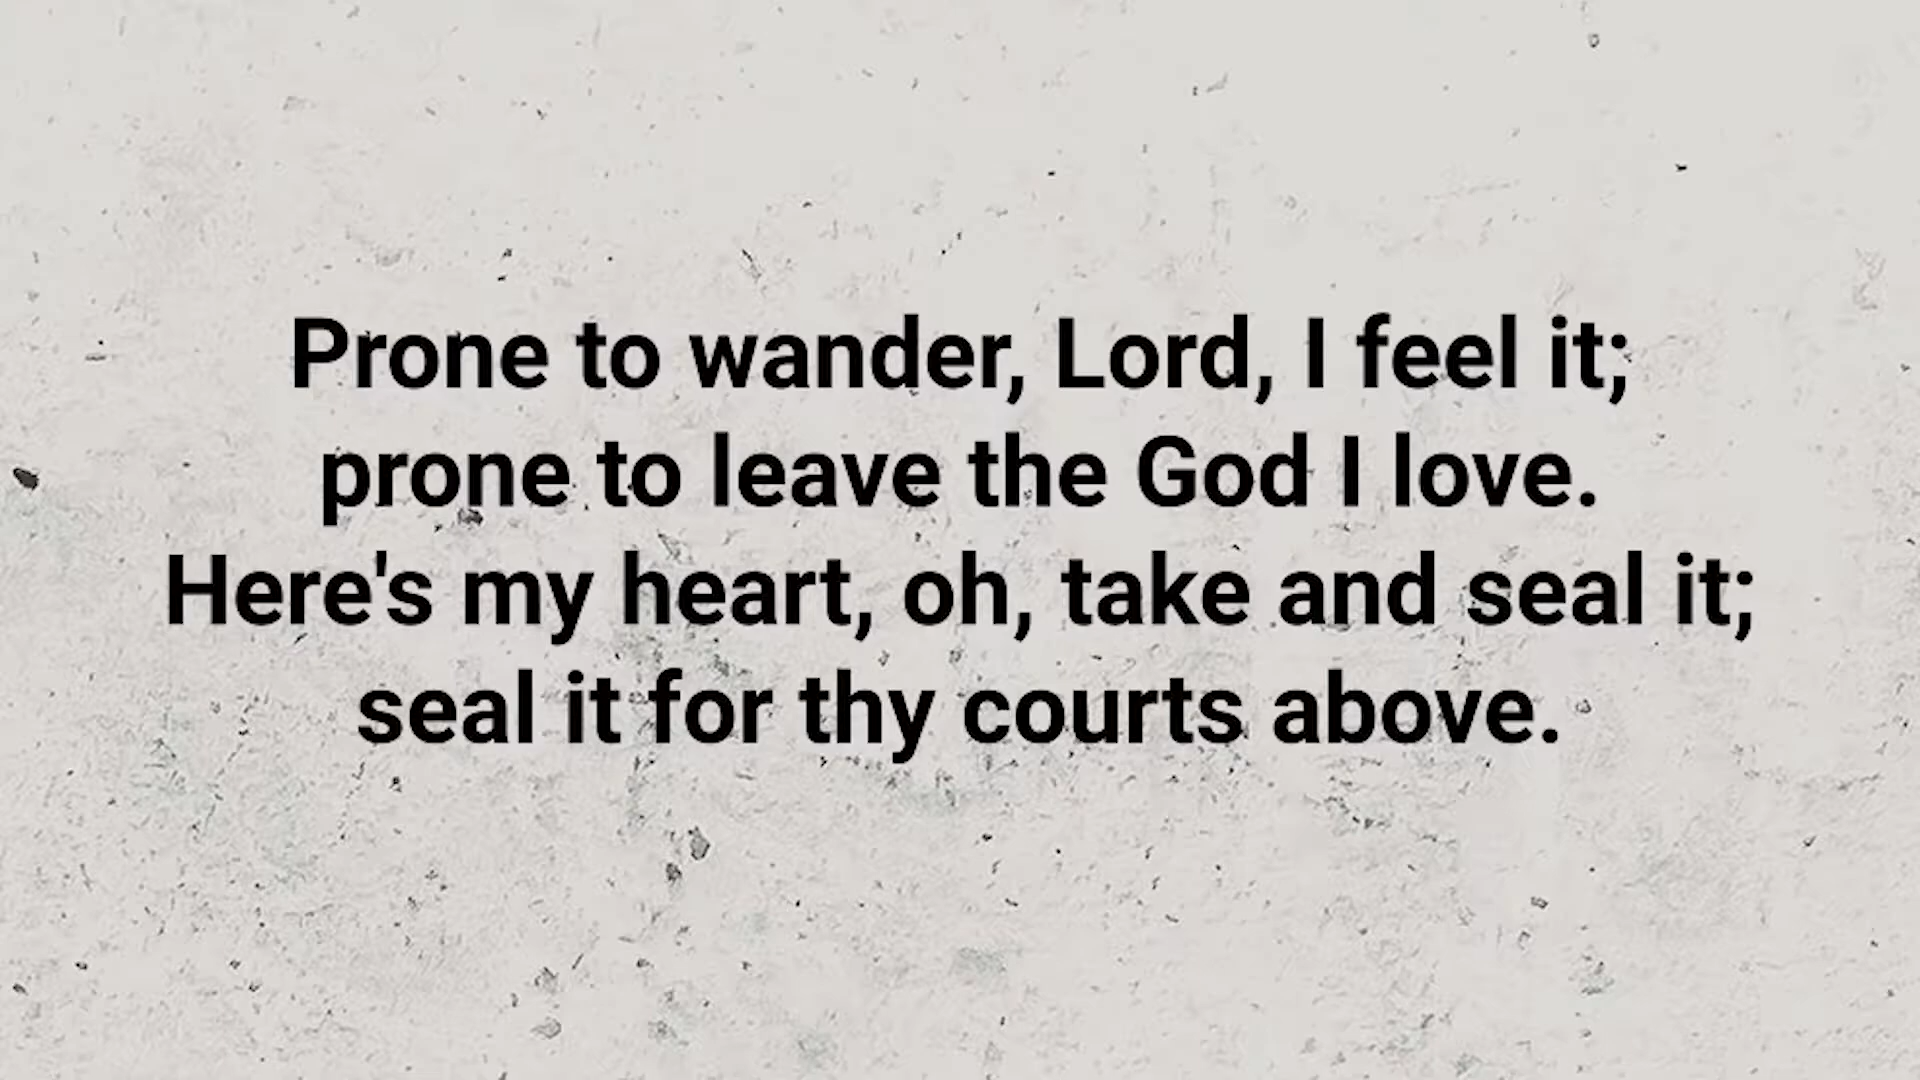 Prone to wander, Lord, I feel it;
prone to leave the God I love.
Here's my heart, oh, take and seal it;
seal it for thy courts above.